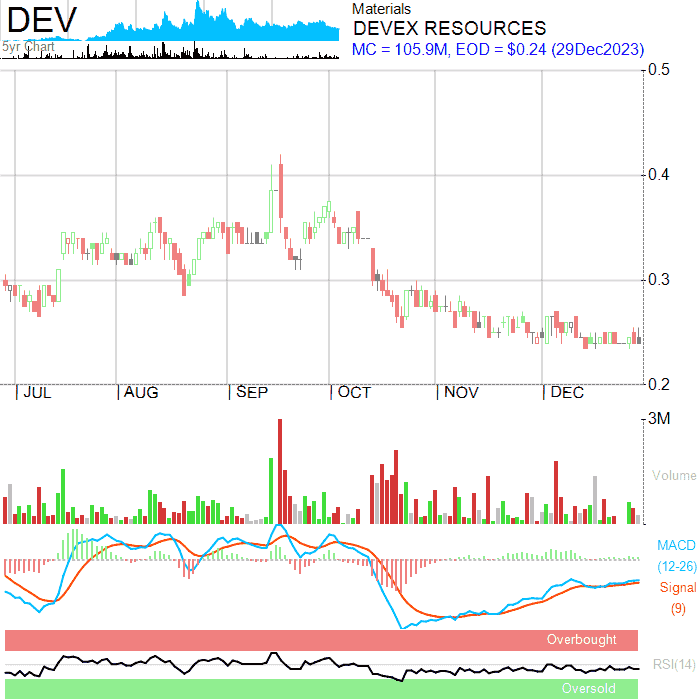 DEV
5yr Chart
Materials
DEVEX RESOURCES
MC = 105.9M, EOD = $0.24 (29Dec2023)
0.5
0.4
0.3
0.2
JUL AUG SEP OCT NOV DEC
3M
Volume
MACD
(12-26)
Signal
(9)
Overbought
RSI(14)
Oversold